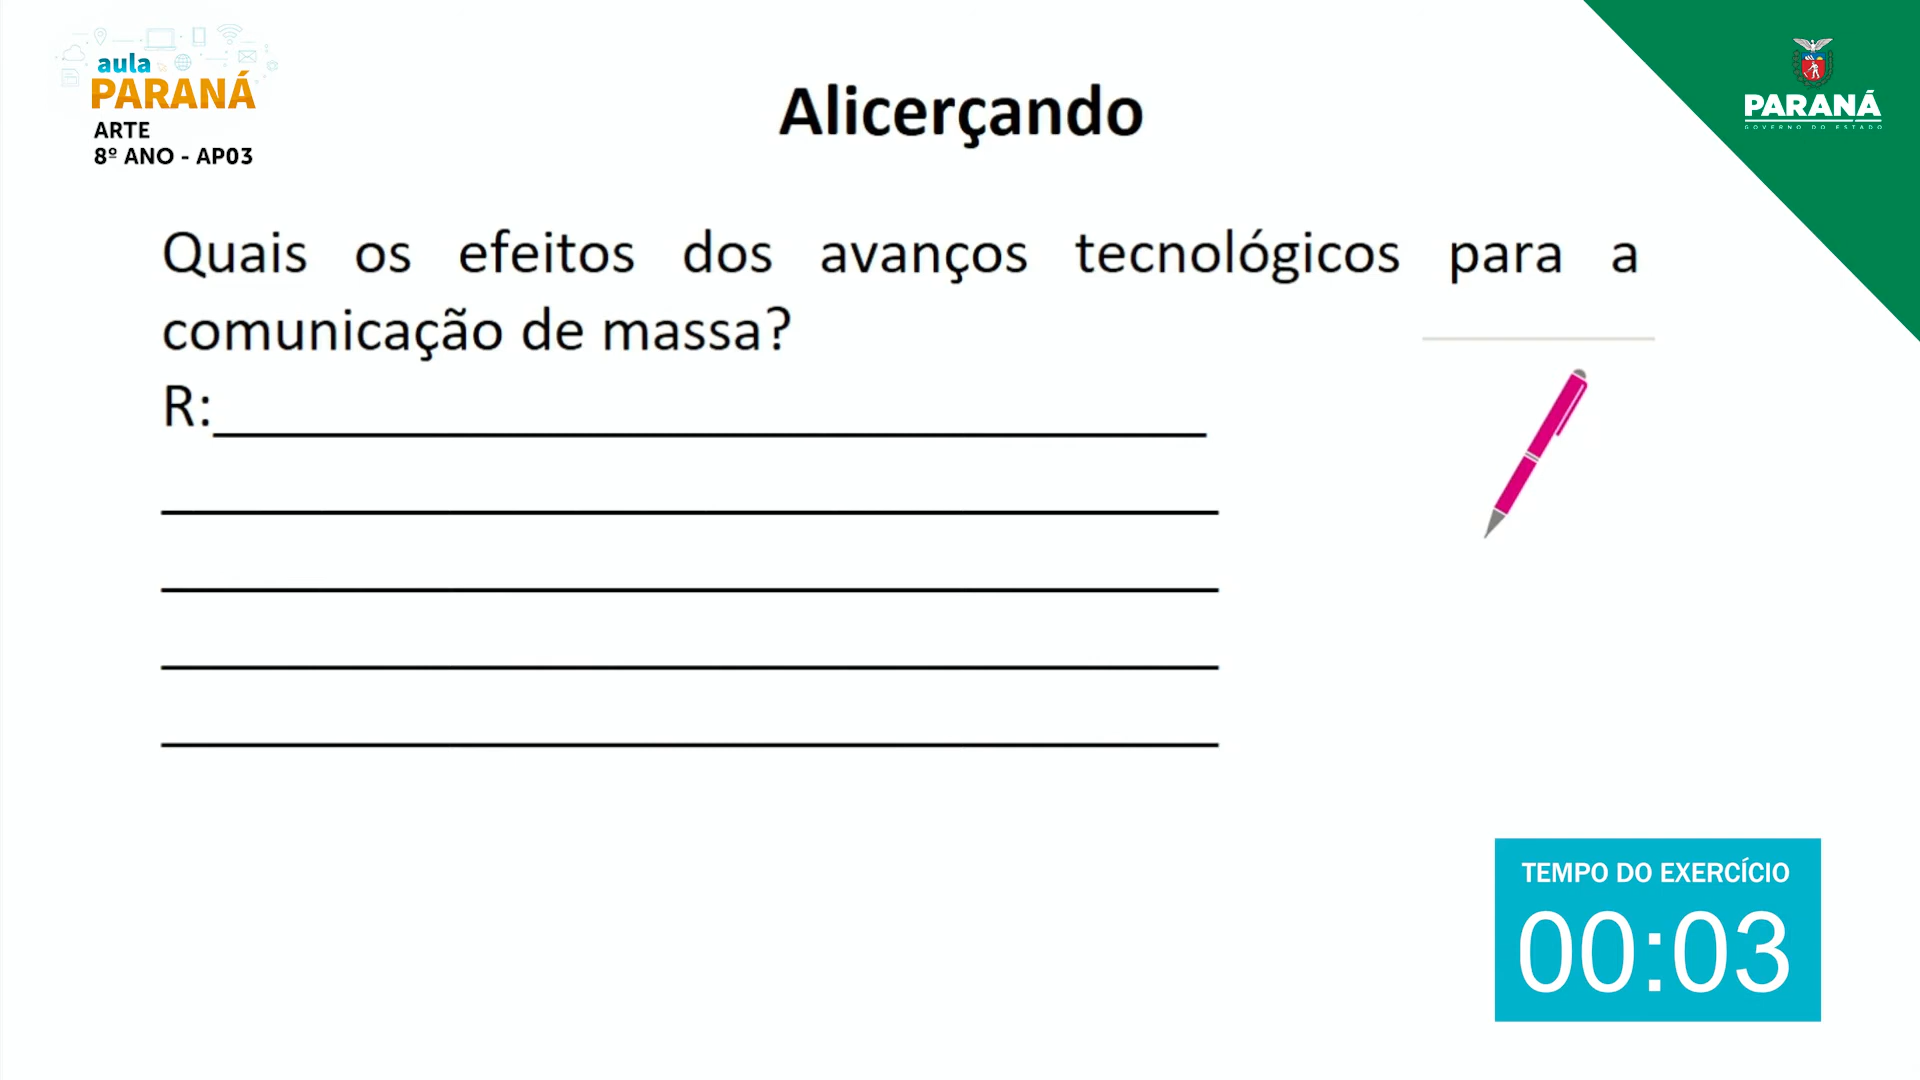 aula
PARANÁ
ARTE
8º ANO - AP03
Alicerçando
PARANÁ
GOVERNO DO ESTADO
Quais os efeitos dos avanços tecnológicos para a
comunicação de massa?
R:
TEMPO DO EXERCÍCIO
00:03